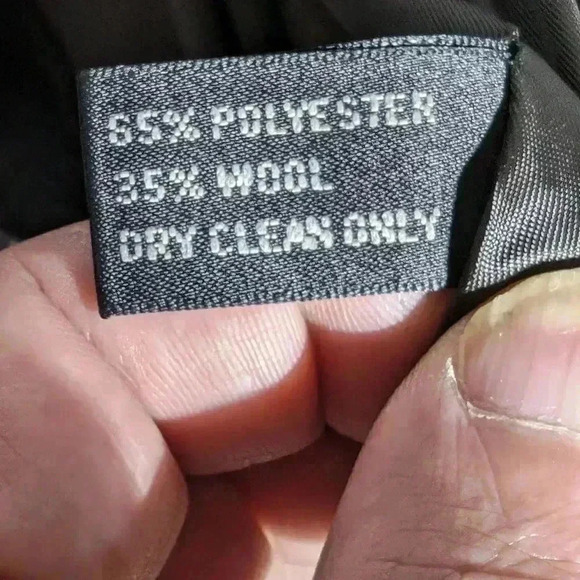 65% POLYESTER
35% WOOL
DRY CLEAN ONLY